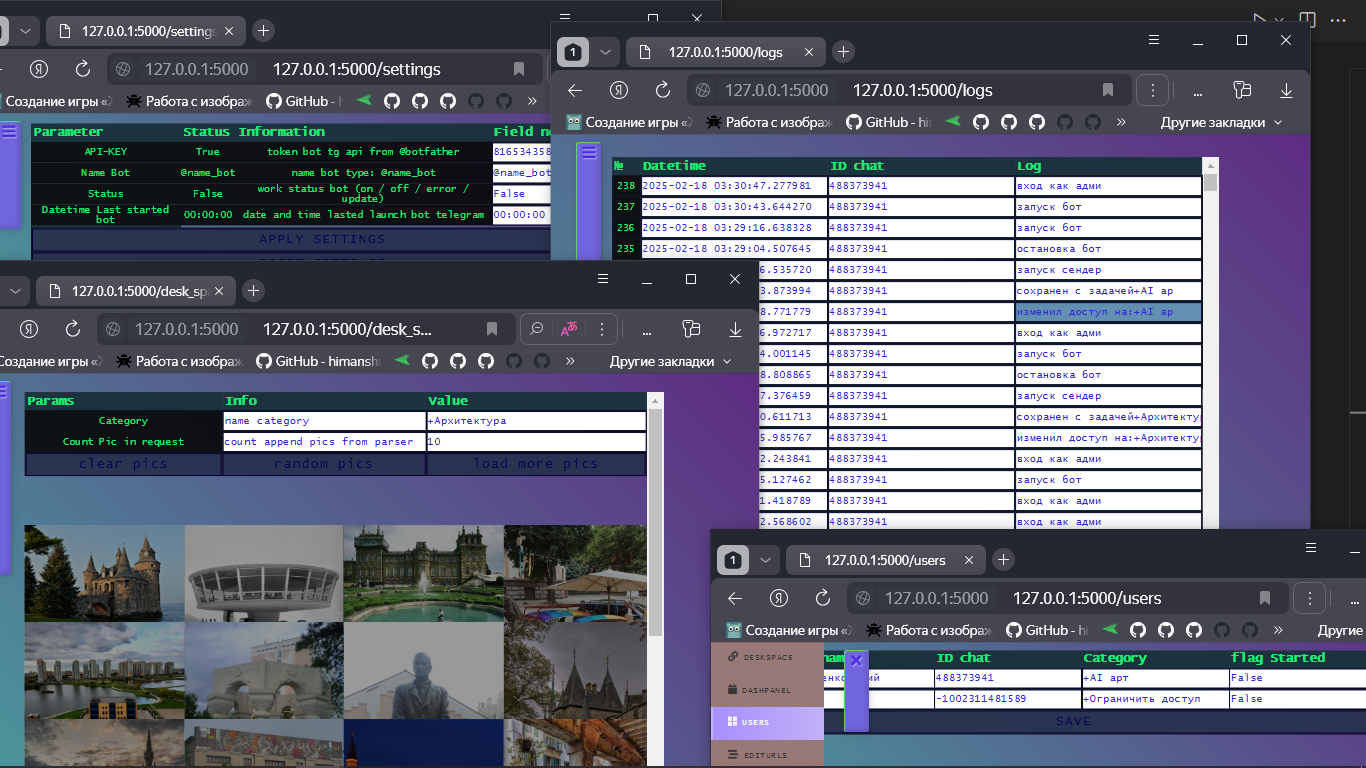 127.0.0.1:5000/settings
127.0.0.1:5000 127.0.0.1:5000/settings
Создание игры «
Работа с изображ
GitHub - h
»
Parameter Status Information Field n
API-KEY True token bot tg api from @botfather 81653435
Name Bot @name_bot name bot type: @name_bot @name_bot
Status False work status bot (on / off / error / update) False
Datetime Last started bot 00:00:00 date and time lasted launch bot telegram 00:00:00
APPLY SETTINGS
1 127.0.0.1:5000/logs
127.0.0.1:5000 127.0.0.1:5000/logs
Создание игры «
Работа с изображ
GitHub - hi
» Другие закладки
№ Datetime ID chat Log
238 2025-02-18 03:30:47.277981 488373941 вход как адми
237 2025-02-18 03:30:43.644270 488373941 запуск бот
236 2025-02-18 03:29:16.638328 488373941 запуск бот
235 2025-02-18 03:29:04.507645 488373941 остановка бот
6.535720 488373941 запуск сендер
3.873994 488373941 сохранен с задачей+AI ар
8.771779 488373941 изменил доступ на:+AI ар
6.972717 488373941 вход как адми
4.001145 488373941 запуск бот
8.808865 488373941 остановка бот
7.376459 488373941 запуск сендер
0.611713 488373941 сохранен с задачей+Архитектур
5.985767 488373941 изменил доступ на:+Архитектур
2.243841 488373941 вход как адми
5.127462 488373941 запуск бот
1.418789 488373941 вход как адми
2.568602 488373941 вход как адми
127.0.0.1:5000/desk_sp
127.0.0.1:5000 127.0.0.1:5000/desk_s...
Создание игры «
Работа с изображ
GitHub - himansh
» Другие закладки
Params Info Value
Category name category +Архитектура
Count Pic in request count append pics from parser 10
clear pics random pics load more pics
1 127.0.0.1:5000/users
127.0.0.1:5000 127.0.0.1:5000/users
Создание игры «
Работа с изображ
GitHub - hi
» Другие
DESKSPACE
DASHPANEL
USERS
EDITURLS
ID chat Category flag Started
488373941 +AI арт False
-1002311481589 +Ограничить доступ False
SAVE